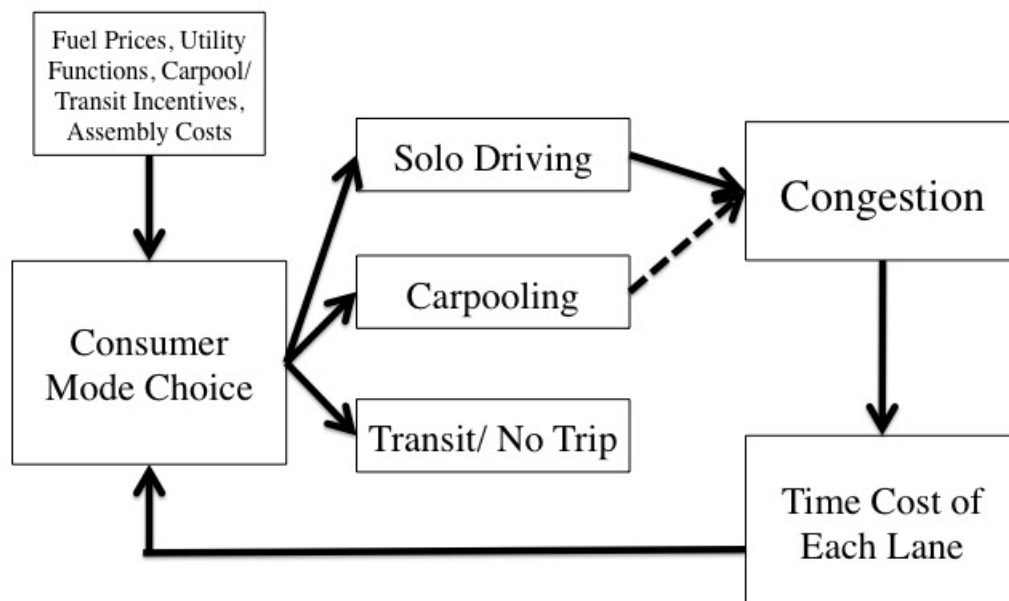 Fuel Prices, Utility
Functions, Carpool/
Transit Incentives,
Assembly Costs
Solo Driving
Congestion
Carpooling
Consumer
Mode Choice
Transit/ No Trip
Time Cost of
Each Lane